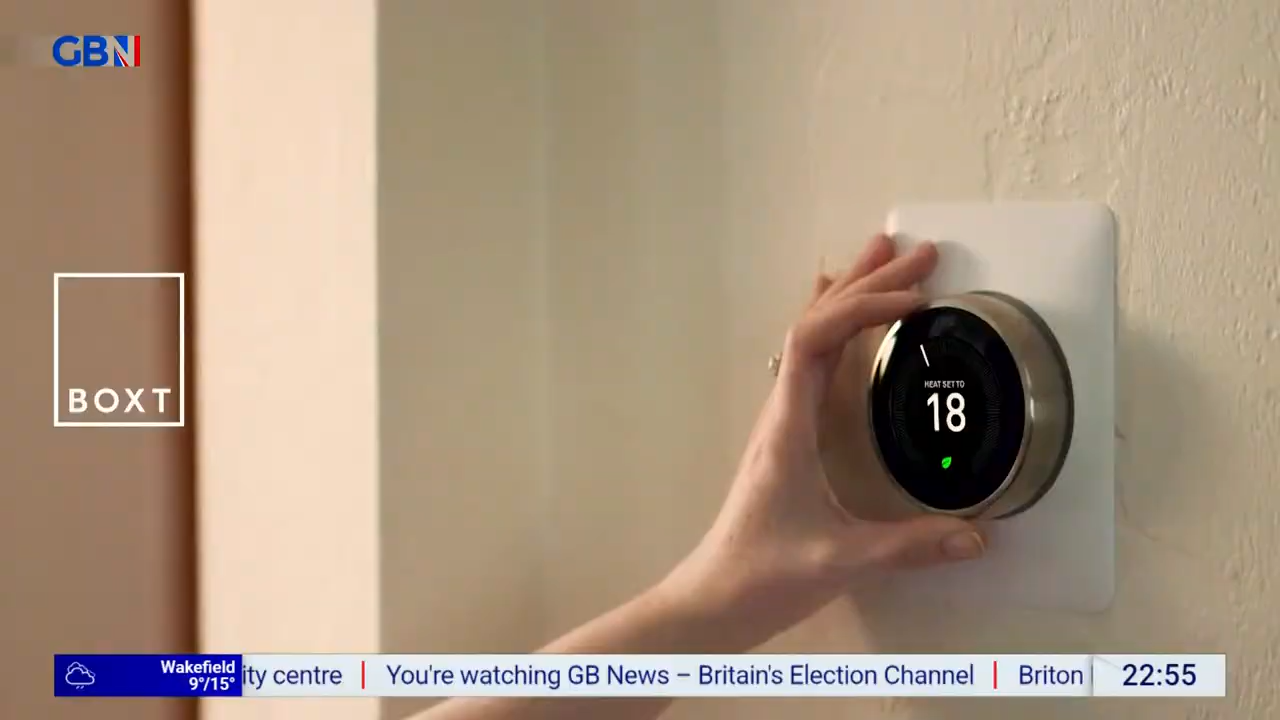 GBN
BOXT
HEAT SET TO
18
Wakefield
9°/15°
ity centre | You're watching GB News – Britain's Election Channel | Briton
22:55